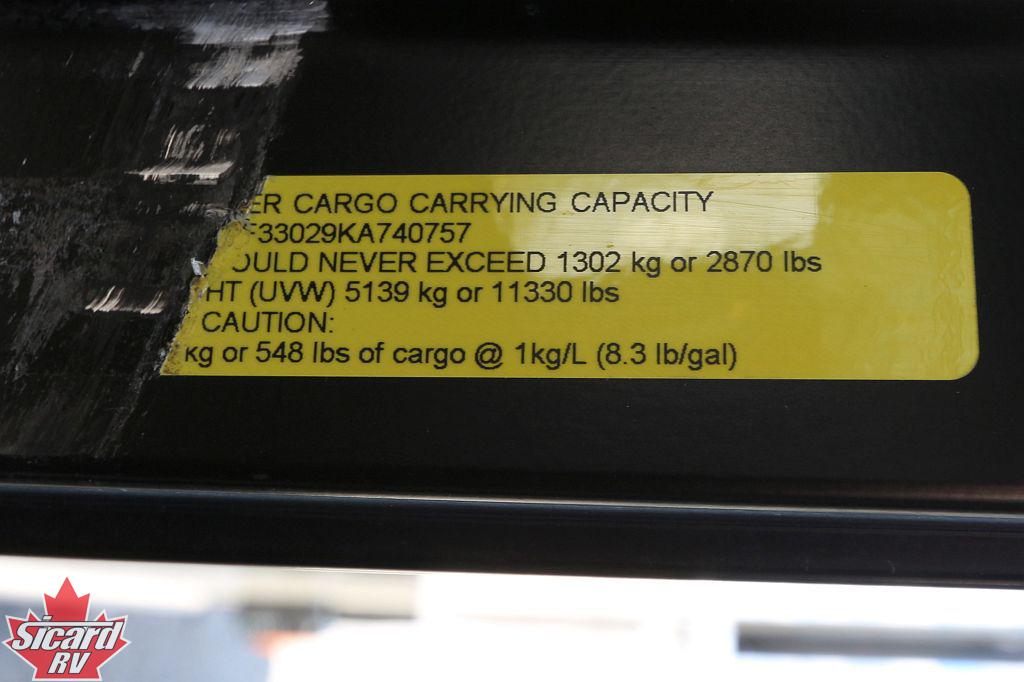 ER CARGO CARRYING CAPACITY
F33029KA740757
OULD NEVER EXCEED 1302 kg or 2870 lbs
HT (UVW) 5139 kg or 11330 lbs
CAUTION:
kg or 548 lbs of cargo @ 1kg/L (8.3 lb/gal)
Sicard
RV